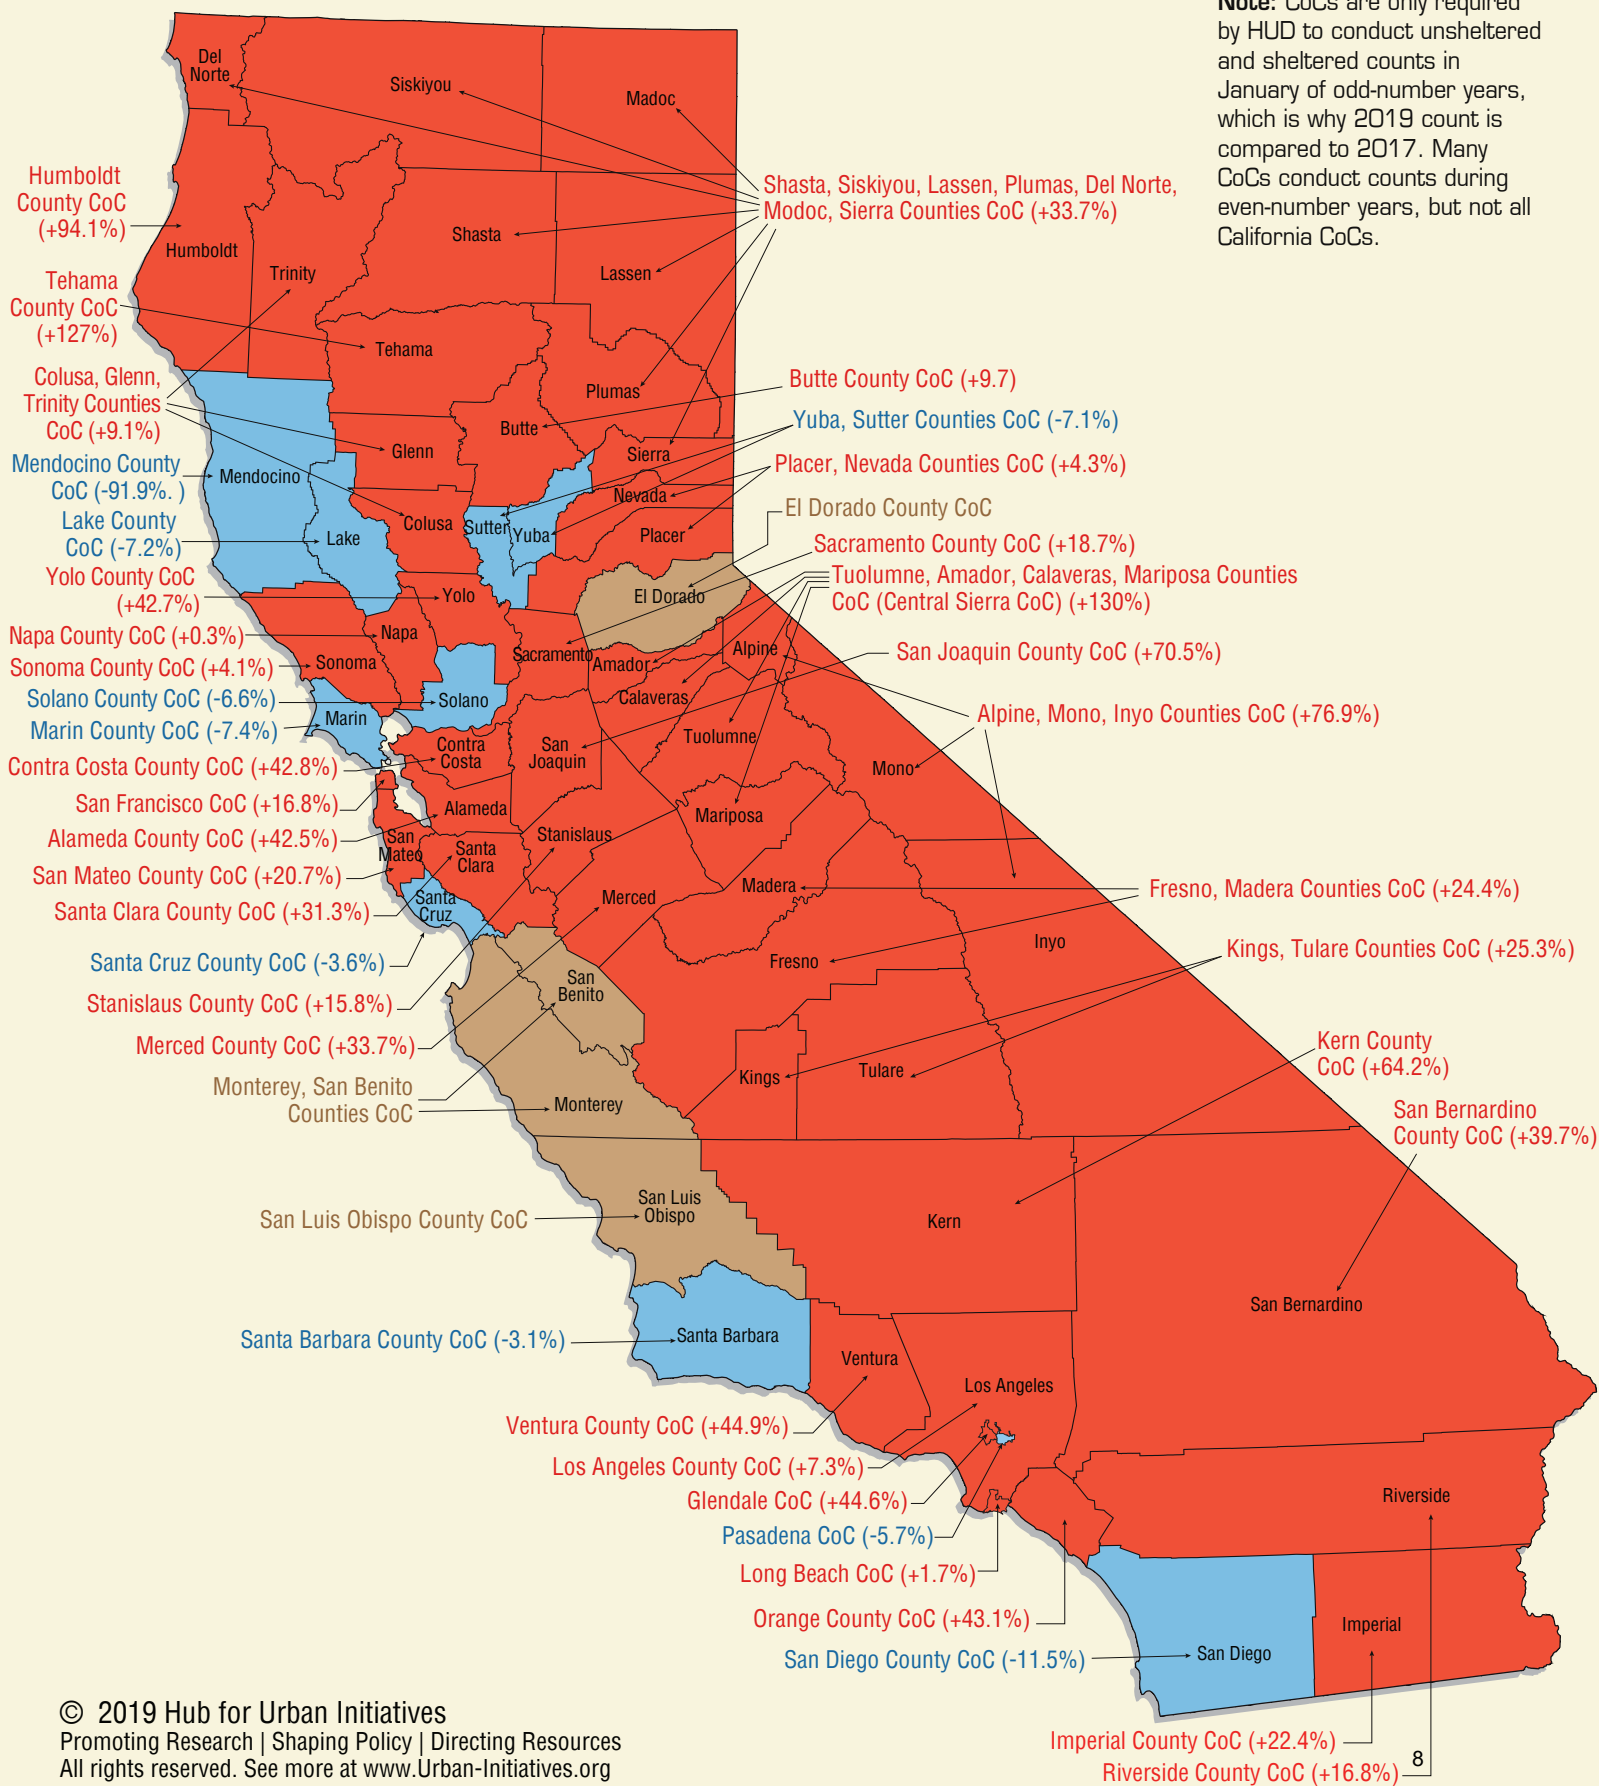 Note: CoCs are only required
by HUD to conduct unsheltered
and sheltered counts in
January of odd-number years,
which is why 2019 count is
compared to 2017. Many
CoCs conduct counts during
even-number years, but not all
California CoCs.
Del
Norte
Siskiyou
Madoc
Humboldt
County CoC
(+94.1%)
Shasta, Siskiyou, Lassen, Plumas, Del Norte,
Modoc, Sierra Counties CoC (+33.7%)
Humboldt
Trinity
Shasta
Lassen
Tehama
County CoC
(+127%)
Tehama
Plumas
Colusa, Glenn,
Trinity Counties
CoC (+9.1%)
Butte County CoC (+9.7)
Yuba, Sutter Counties CoC (-7.1%)
Butte
Glenn
Sierra
Mendocino County
CoC (-91.9%. )
Mendocino
Placer, Nevada Counties CoC (+4.3%)
Nevada
El Dorado County CoC
Lake County
CoC (-7.2%)
Lake
Colusa
Sutter
Yuba
Placer
Sacramento County CoC (+18.7%)
Yolo County CoC
(+42.7%)
Yolo
El Dorado
Tuolumne, Amador, Calaveras, Mariposa Counties
CoC (Central Sierra CoC) (+130%)
Napa County CoC (+0.3%)
Napa
Sonoma County CoC (+4.1%)
Sonoma
Sacramento
Amador
Alpine
San Joaquin County CoC (+70.5%)
Solano County CoC (-6.6%)
Solano
Calaveras
Marin County CoC (-7.4%)
Marin
Alpine, Mono, Inyo Counties CoC (+76.9%)
Contra
Costa
San
Joaquin
Tuolumne
Mono
Contra Costa County CoC (+42.8%)
San Francisco CoC (+16.8%)
Alameda
Mariposa
Alameda County CoC (+42.5%)
San
Mateo
Santa
Clara
Stanislaus
San Mateo County CoC (+20.7%)
Santa Clara County CoC (+31.3%)
Santa
Cruz
Merced
Madera
Fresno, Madera Counties CoC (+24.4%)
Inyo
Santa Cruz County CoC (-3.6%)
Fresno
Kings, Tulare Counties CoC (+25.3%)
San
Benito
Stanislaus County CoC (+15.8%)
Merced County CoC (+33.7%)
Kings
Tulare
Kern County
CoC (+64.2%)
Monterey, San Benito
Counties CoC
Monterey
San Bernardino
County CoC (+39.7%)
San Luis
Obispo
San Luis Obispo County CoC
Kern
San Bernardino
Santa Barbara County CoC (-3.1%)
Santa Barbara
Ventura
Los Angeles
Ventura County CoC (+44.9%)
Los Angeles County CoC (+7.3%)
Glendale CoC (+44.6%)
Riverside
Pasadena CoC (-5.7%)
Long Beach CoC (+1.7%)
Orange County CoC (+43.1%)
San Diego County CoC (-11.5%)
San Diego
Imperial
© 2019 Hub for Urban Initiatives
Promoting Research | Shaping Policy | Directing Resources
All rights reserved. See more at www.Urban-Initiatives.org
Imperial County CoC (+22.4%)
8
Riverside County CoC (+16.8%)